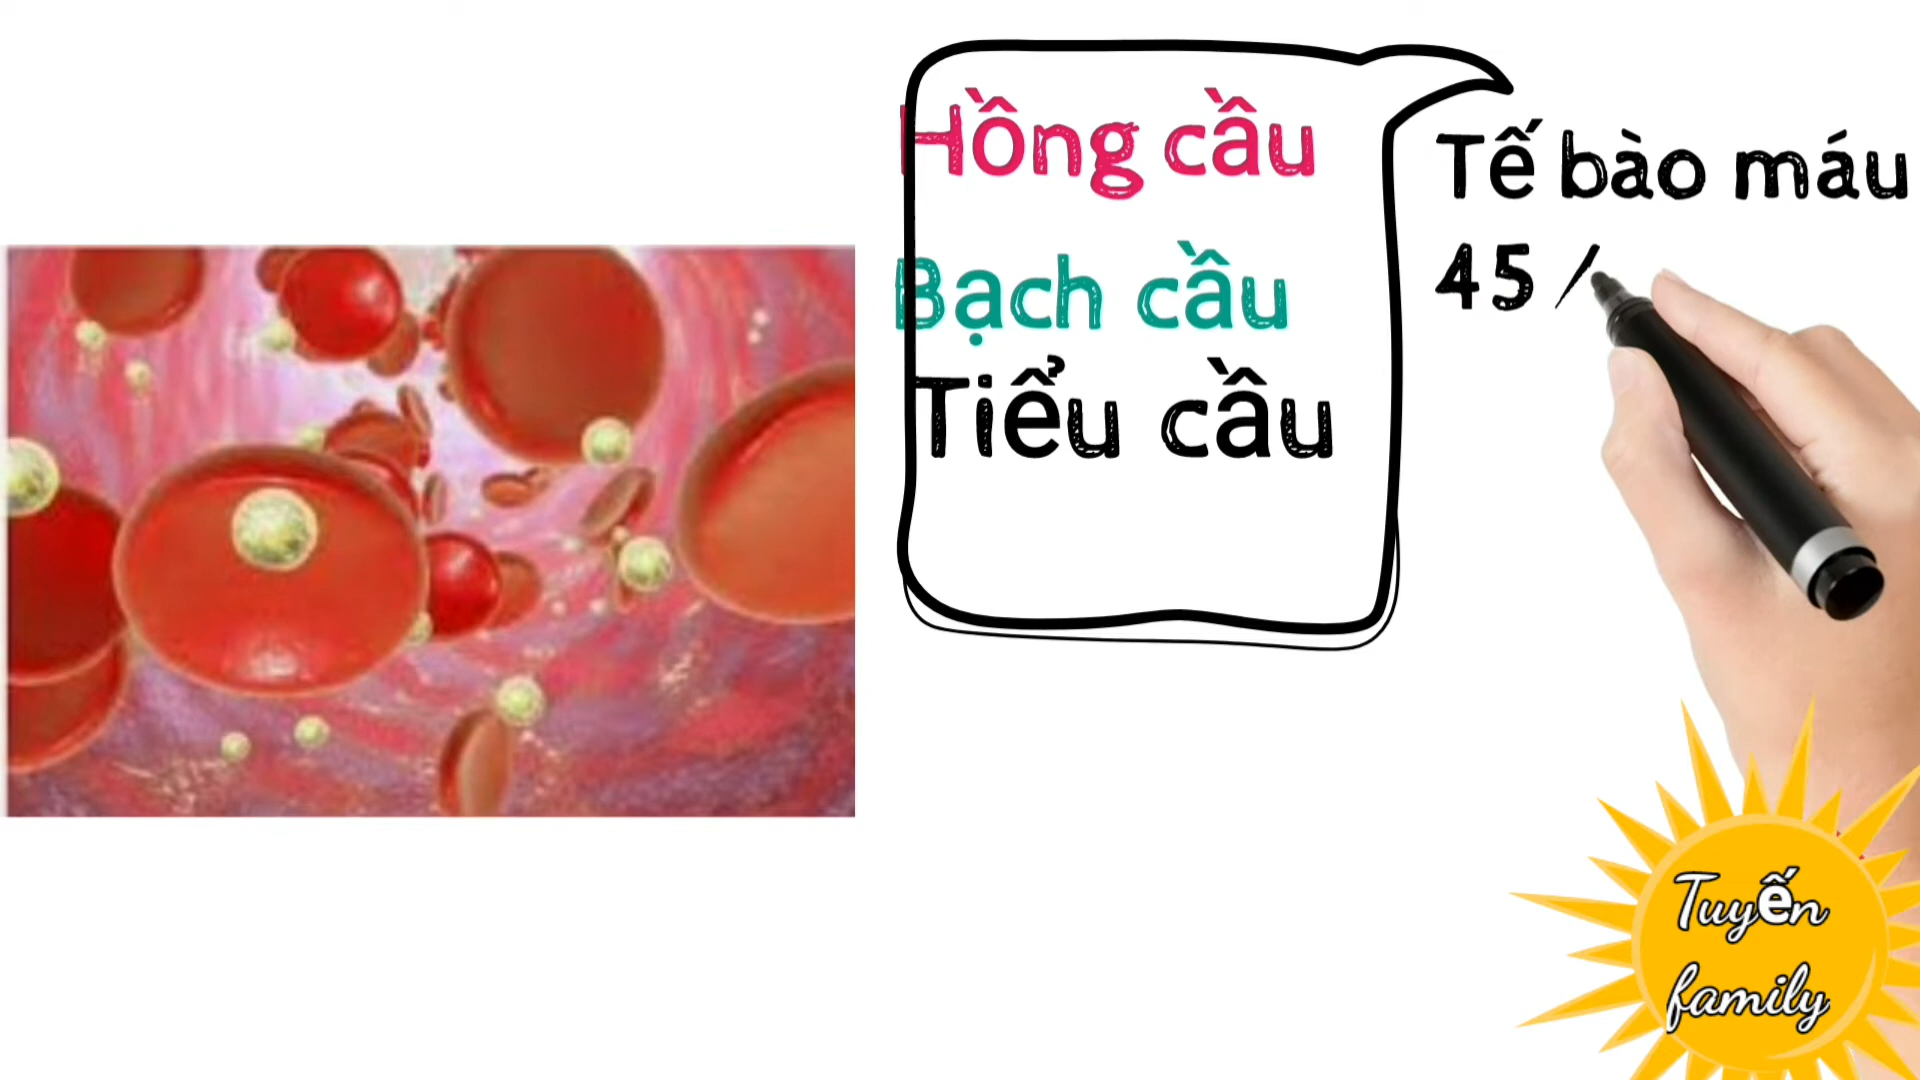 Hồng cầu
Bạch cầu
Tiểu cầu
Tế bào máu
45 /
Tuyến
family